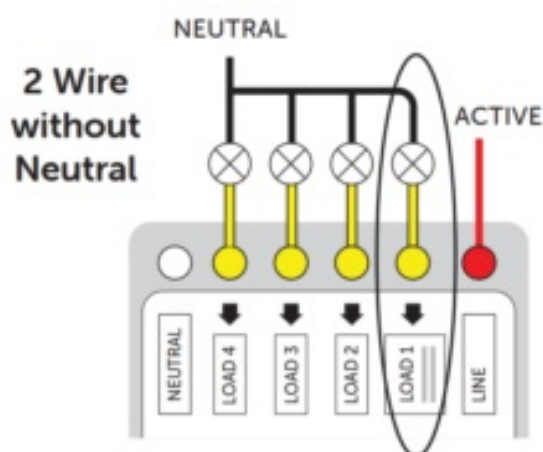 NEUTRAL
2 Wire
without
Neutral
ACTIVE
NEUTRAL
LOAD 4
LOAD 3
LOAD 2
LOAD 1
LINE